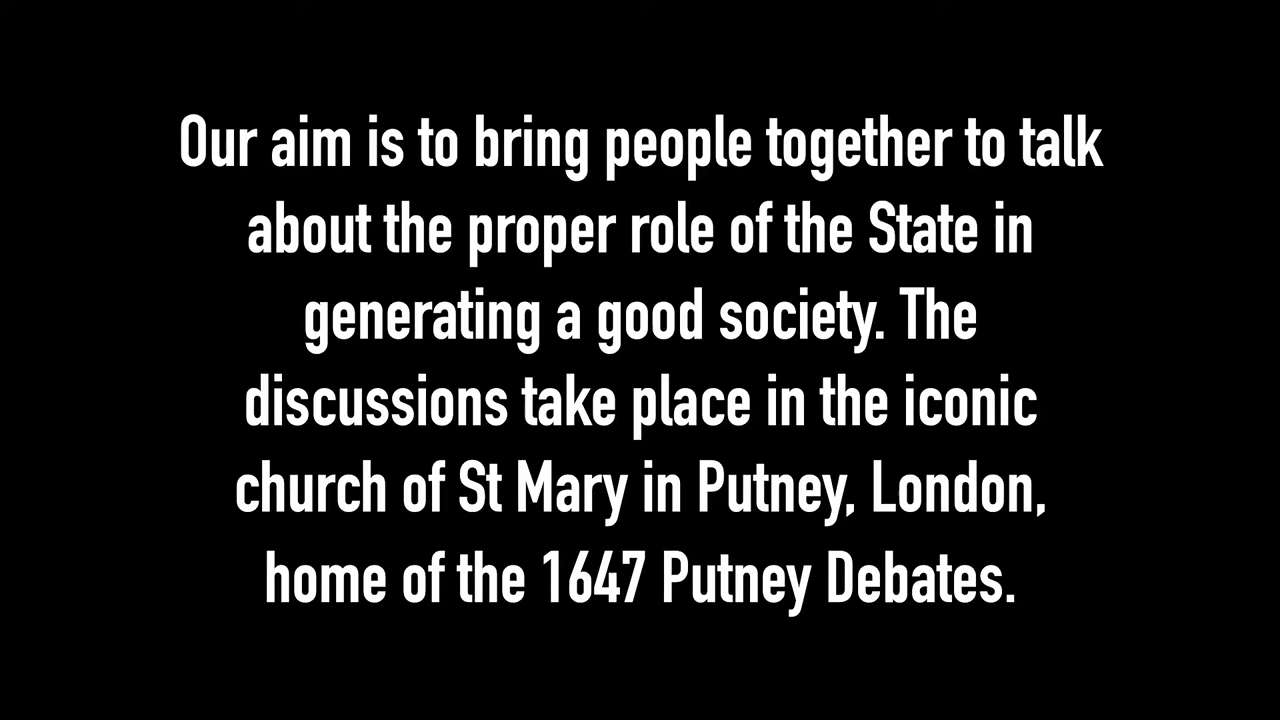 Our aim is to bring people together to talk
about the proper role of the State in
generating a good society. The
discussions take place in the iconic
church of St Mary in Putney, London,
home of the 1647 Putney Debates.